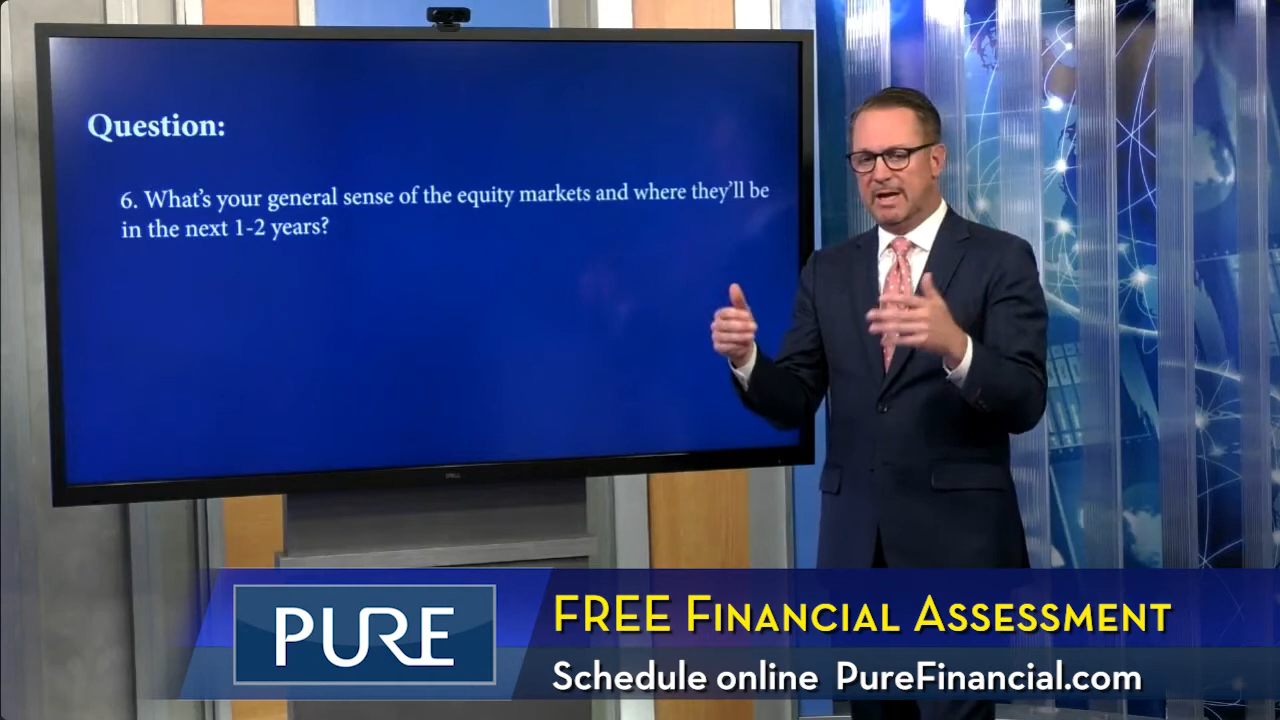 Question:
6. What's your general sense of the equity markets and where they'll be
in the next 1-2 years?
DELL
PURE
FREE FINANCIAL ASSESSMENT
Schedule online PureFinancial.com